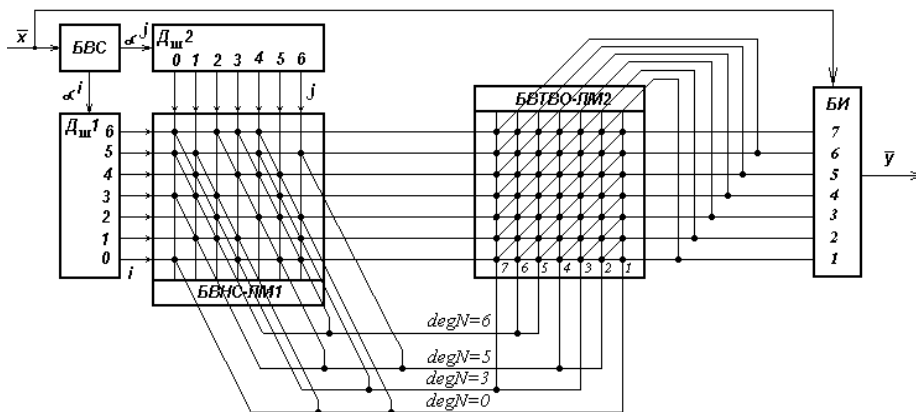 x̄
БВС
∝ j
Дш2
0 1 2 3 4 5 6
j
∝ i
Дш1
6
5
4
3
2
1
0
i
БВНС-ПМ1
БВТВО-ПМ2
7 6 5 4 3 2 1
БИ
7
6
5
4
3
2
1
ȳ
degN=6
degN=5
degN=3
degN=0